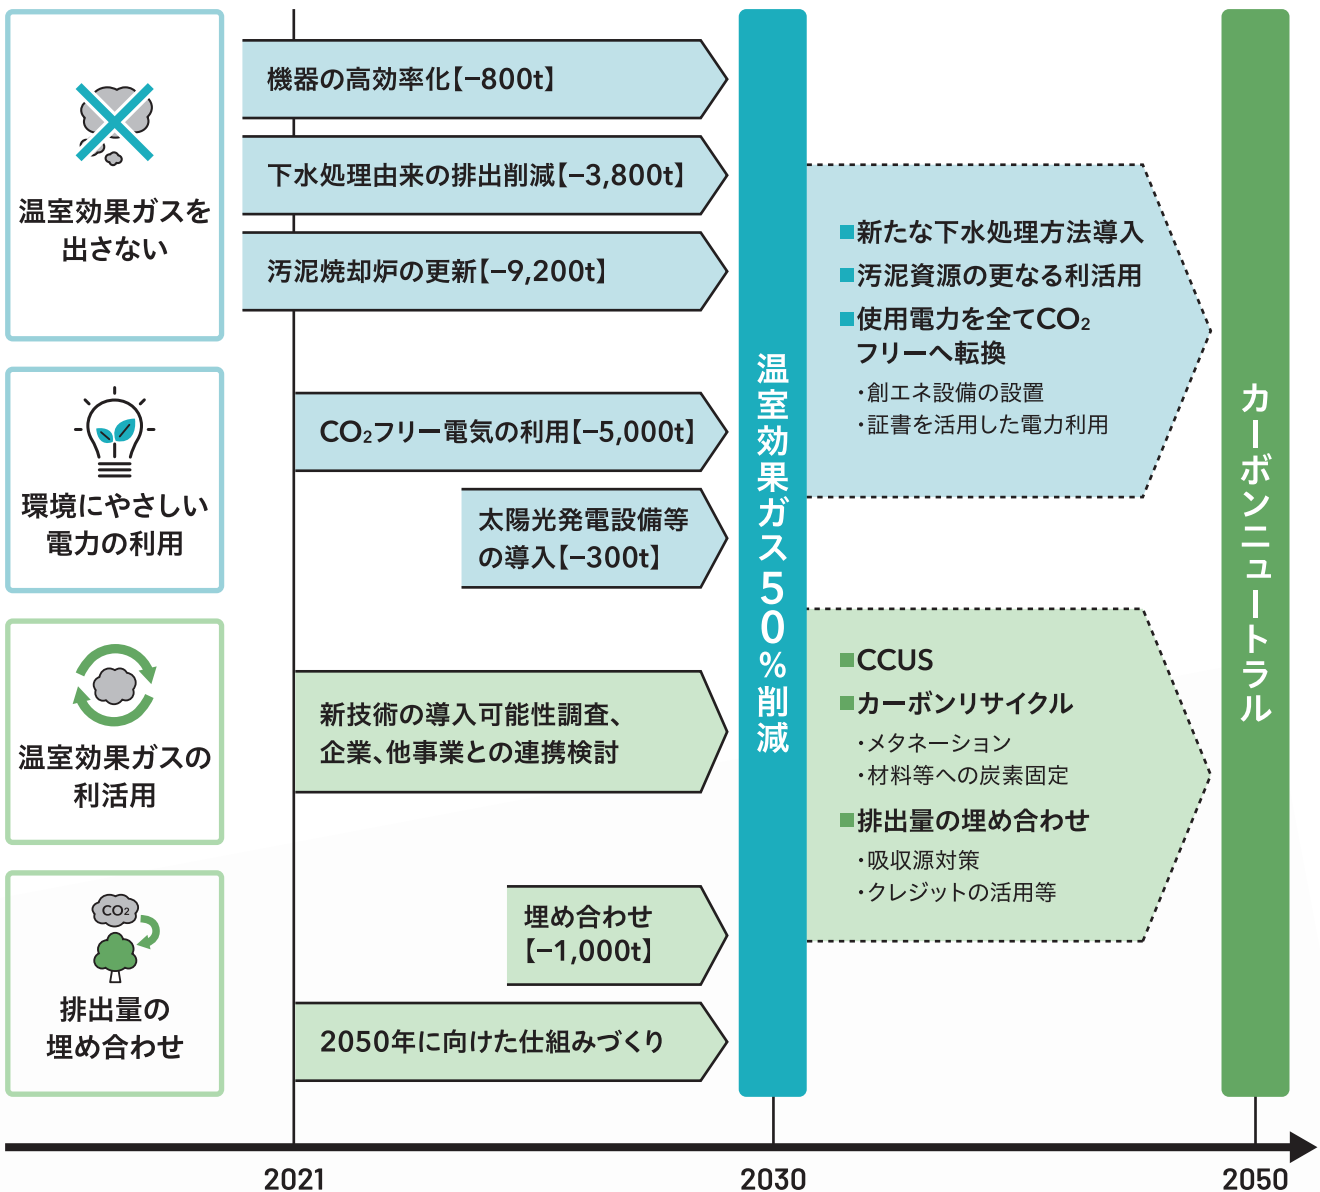 温室効果ガスを
出さない
機器の高効率化【−800t】
下水処理由来の排出削減【−3,800t】
汚泥焼却炉の更新【−9,200t】
環境にやさしい
電力の利用
CO₂フリー電気の利用【−5,000t】
太陽光発電設備等
の導入【−300t】
温室効果ガスの
利活用
新技術の導入可能性調査、
企業、他事業との連携検討
CO₂
排出量の
埋め合わせ
埋め合わせ
【−1,000t】
2050年に向けた仕組みづくり
温室効果ガス50%削減
■新たな下水処理方法導入
■汚泥資源の更なる利活用
■使用電力を全てCO₂
フリーへ転換
・創エネ設備の設置
・証書を活用した電力利用
■CCUS
■カーボンリサイクル
・メタネーション
・材料等への炭素固定
■排出量の埋め合わせ
・吸収源対策
・クレジットの活用等
カーボンニュートラル
2021
2030
2050